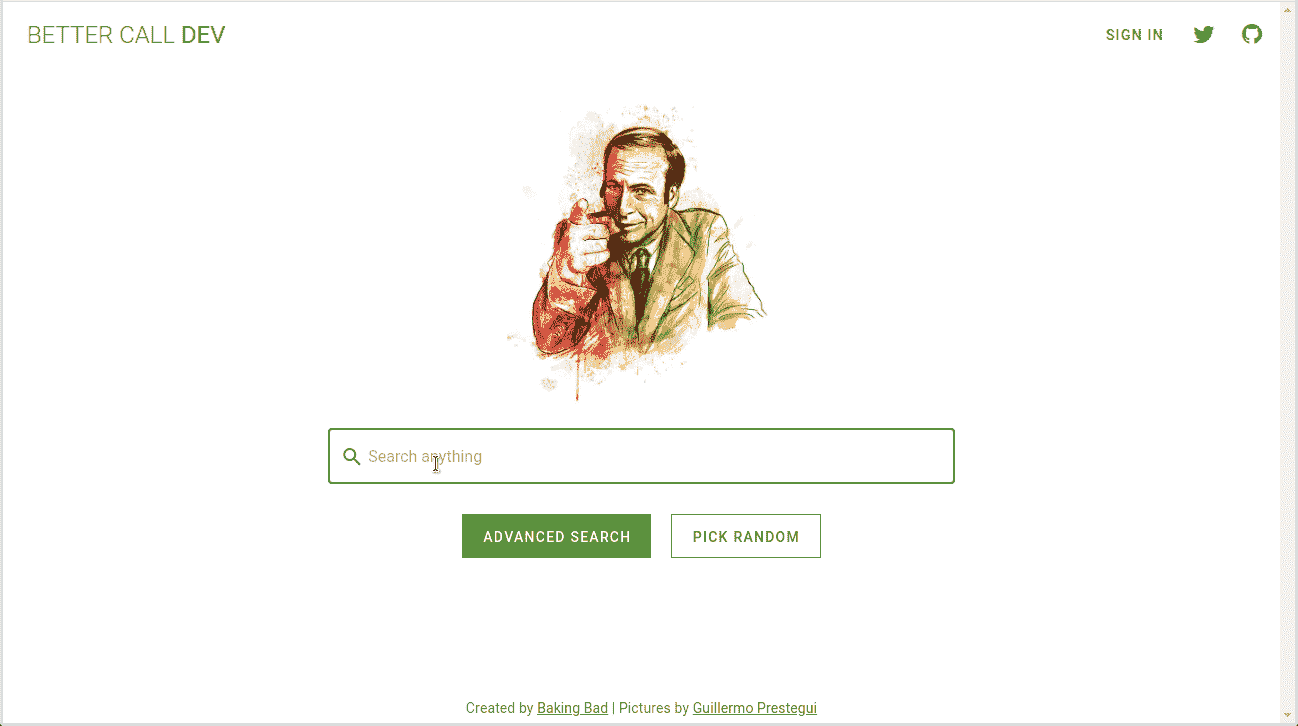 BETTER CALL DEV
SIGN IN
Search anything
ADVANCED SEARCH
PICK RANDOM
Created by Baking Bad | Pictures by Guillermo Prestegui